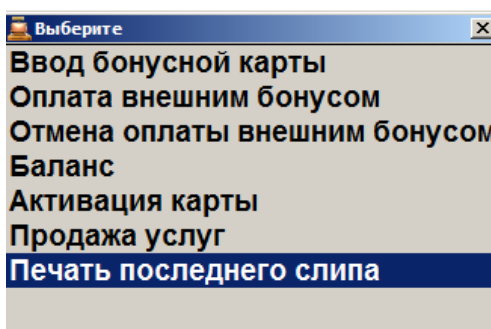 Выберите
Ввод бонусной карты
Оплата внешним бонусом
Отмена оплаты внешним бонусом
Баланс
Активация карты
Продажа услуг
Печать последнего слипа